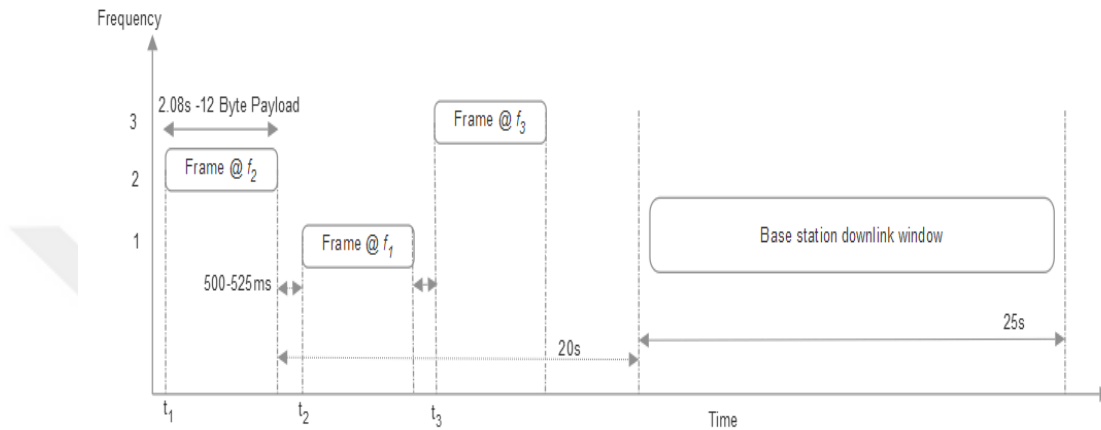 Frequency
2.08s -12 Byte Payload
3
Frame @ f3
2
Frame @ f2
1
Frame @ f1
Base station downlink window
500-525ms
25s
20s
t1
t2
t3
Time